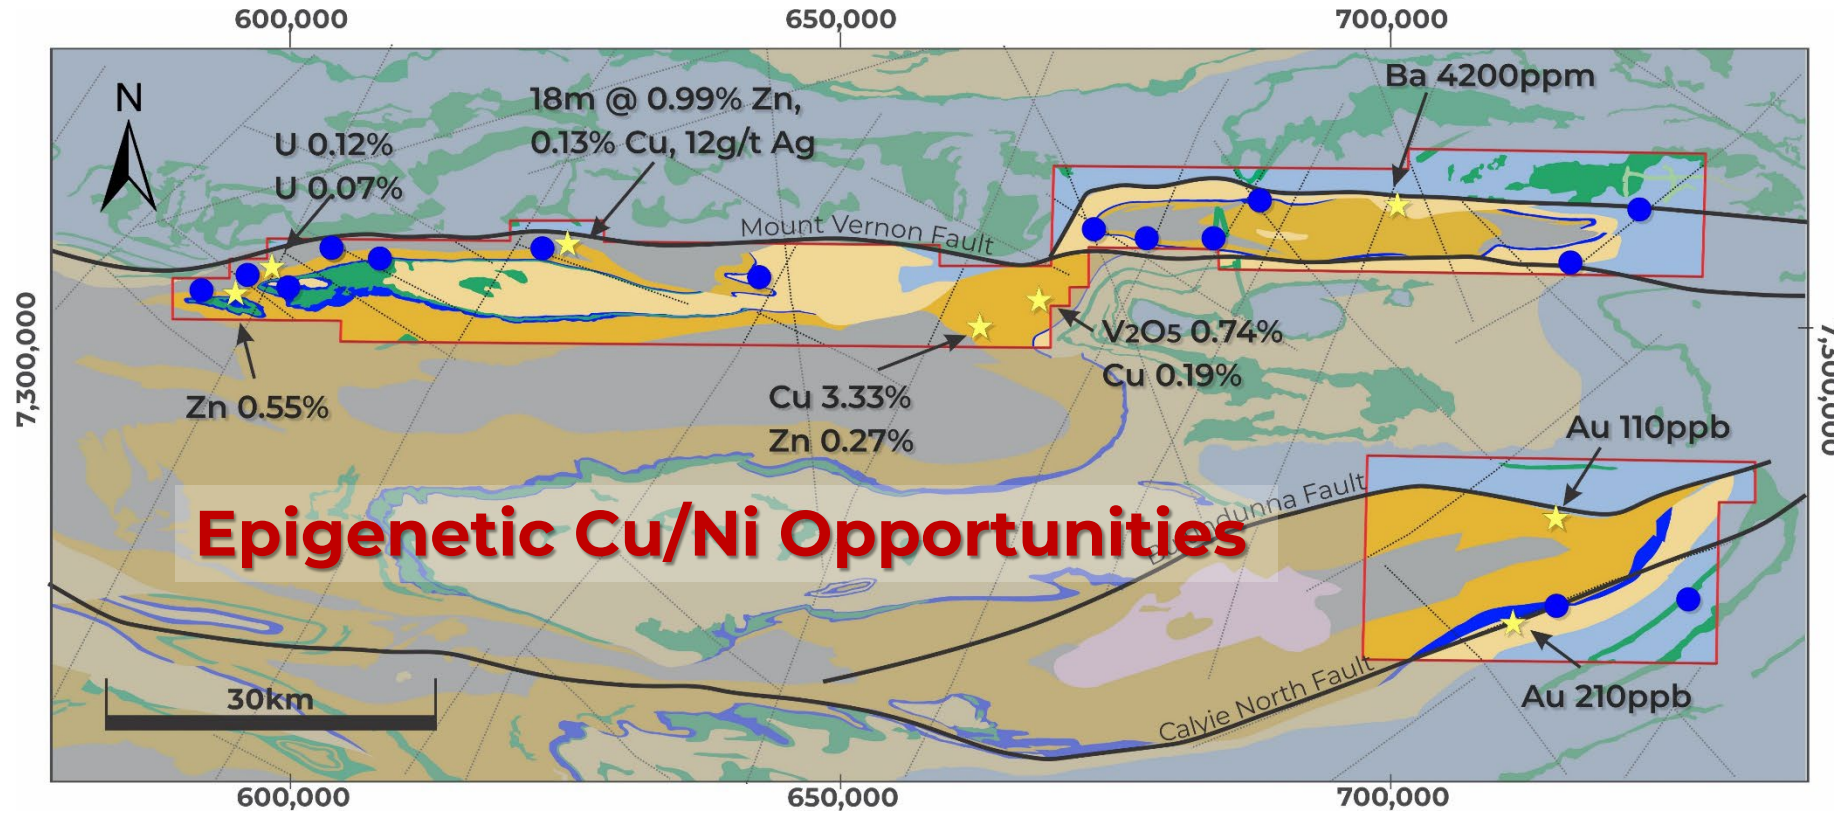 600,000
650,000
700,000
N
U 0.12%
U 0.07%
18m @ 0.99% Zn,
0.13% Cu, 12g/t Ag
Ba 4200ppm
Mount Vernon Fault
7,300,000
7,300,000
V2O5 0.74%
Cu 0.19%
Zn 0.55%
Cu 3.33%
Zn 0.27%
Au 110ppb
Fault
Epigenetic Cu/Ni Opportunities
Calvie North Fault
Au 210ppb
30km
600,000
650,000
700,000